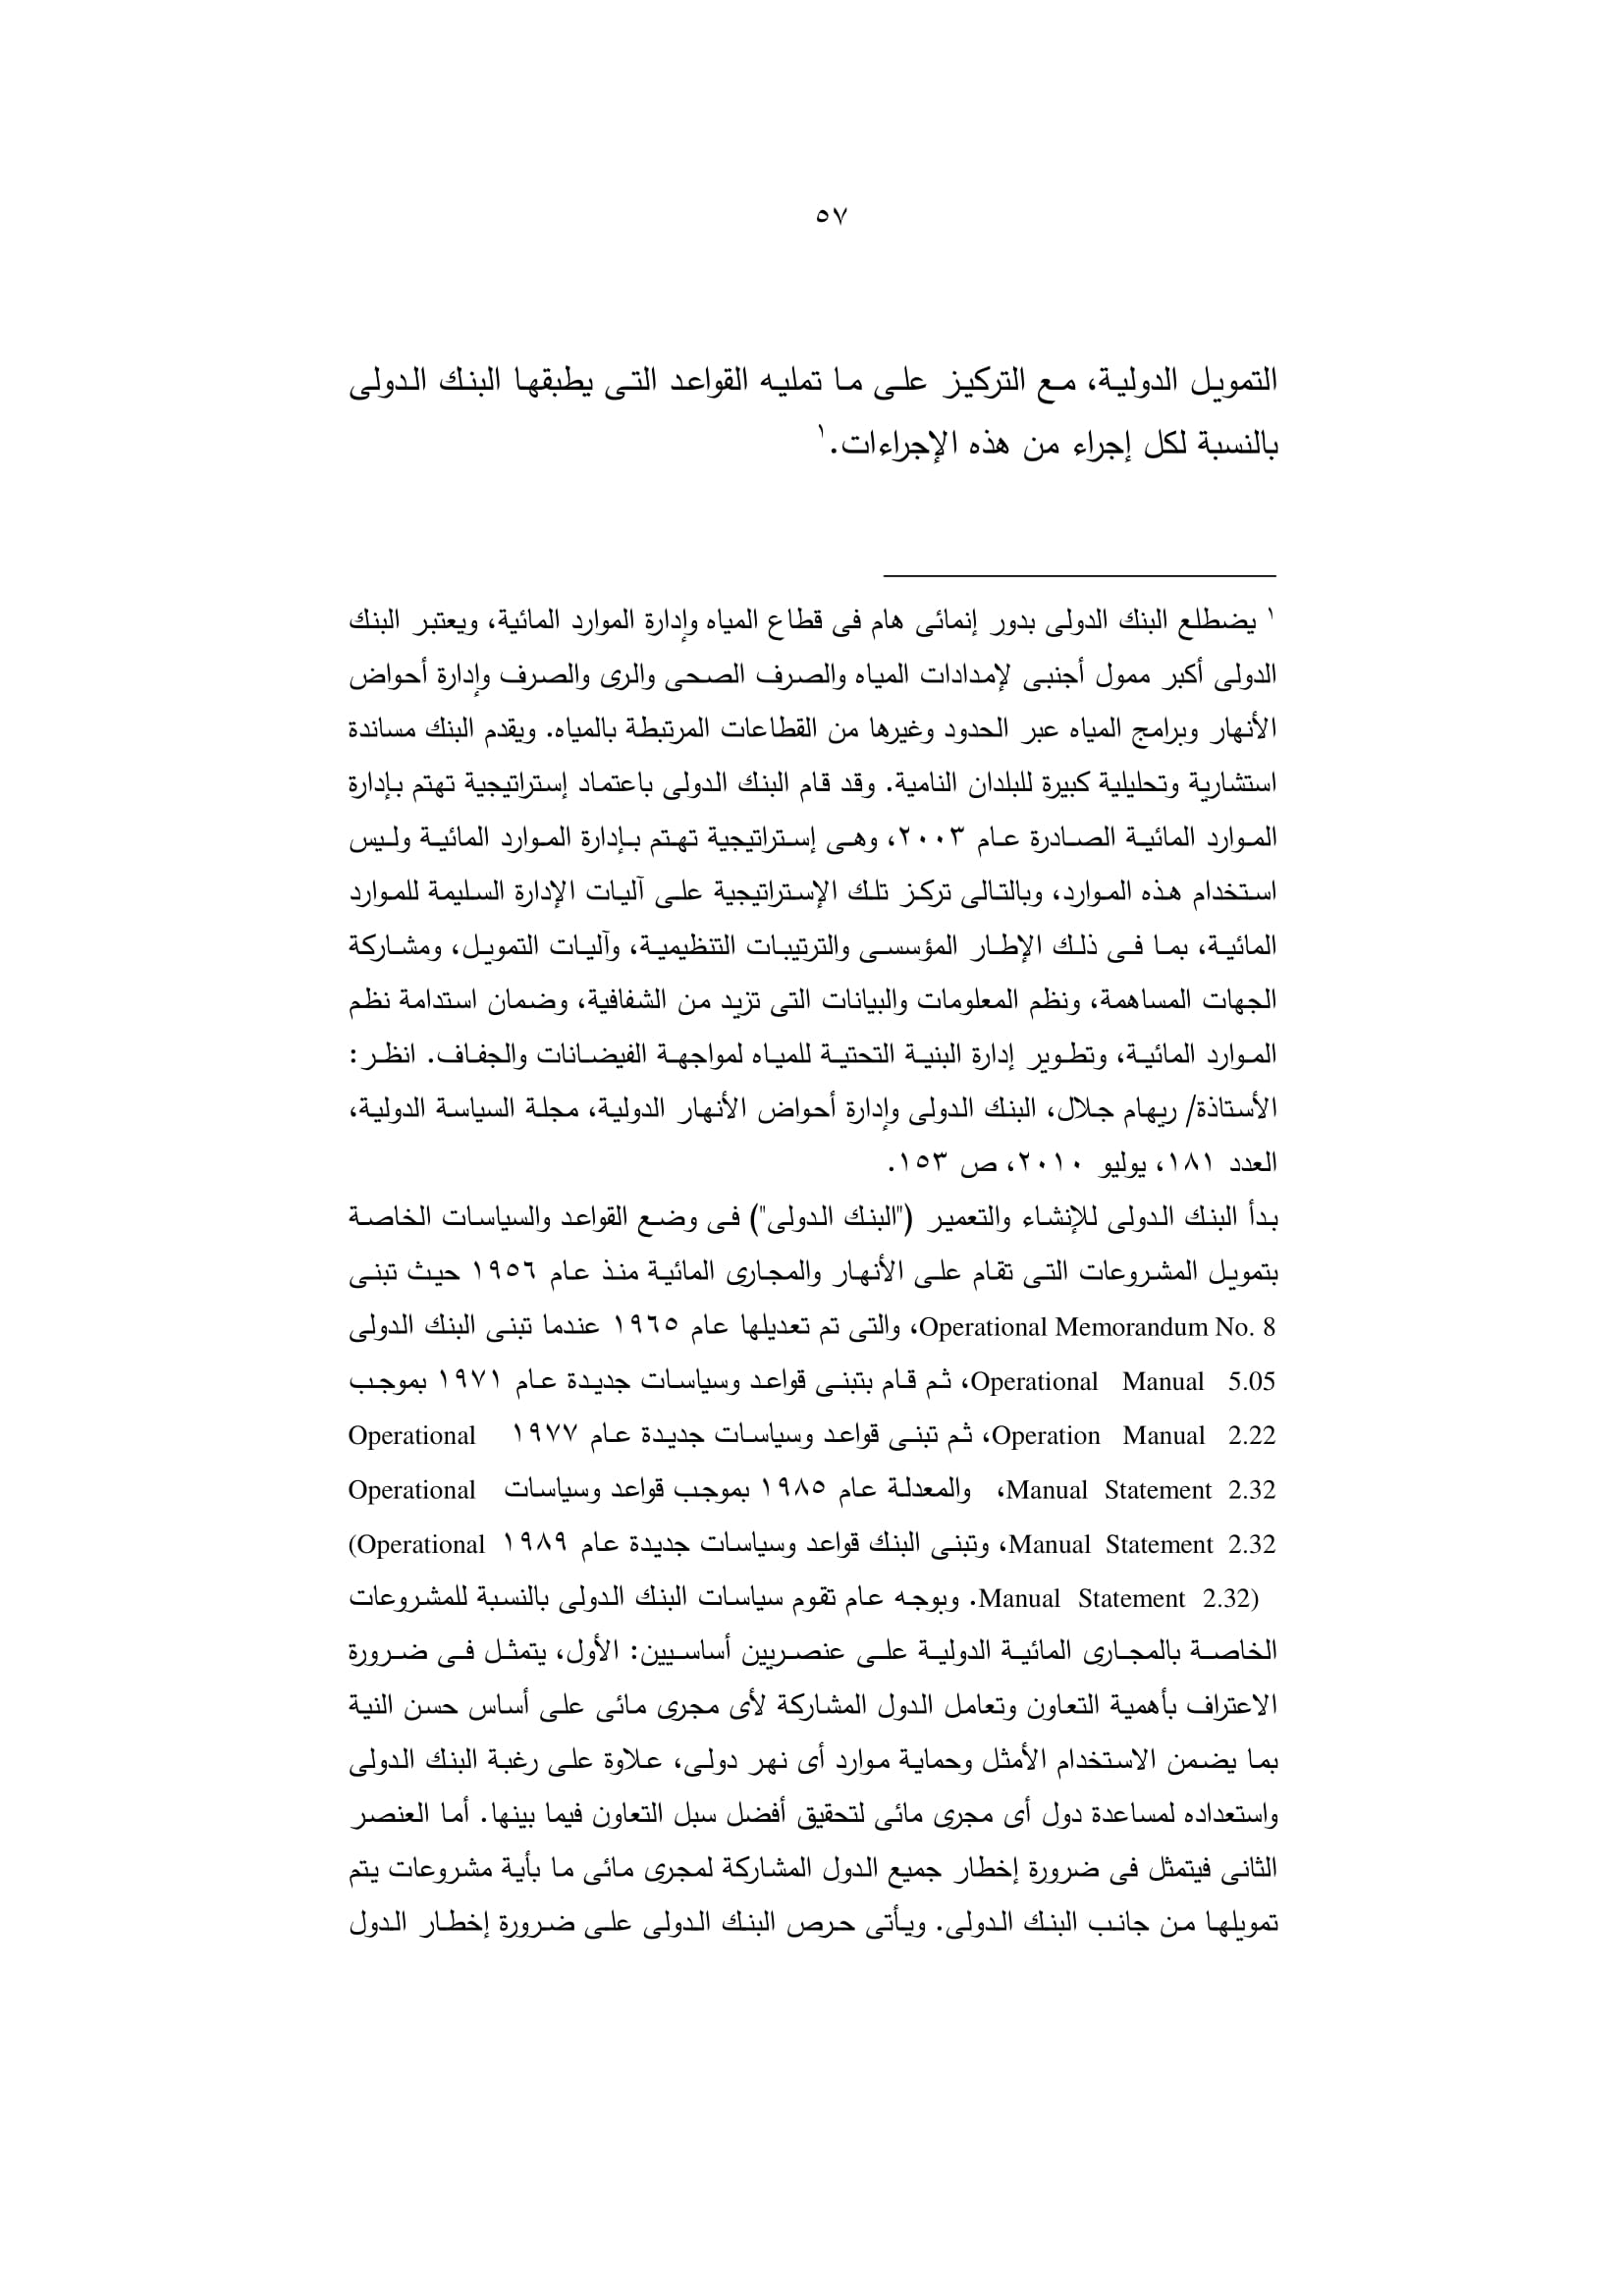 ٥٧
التمويل الدولية، مع التركيز على ما تمليه القواعد التى يطبقها البنك الدولى
بالنسبة لكل إجراء من هذه الإجراءات.١
١ يضطلع البنك الدولى بدور إنمائى هام فى قطاع المياه وإدارة الموارد المائية، ويعتبر البنك
الدولى أكبر ممول أجنبى لإمدادات المياه والصرف الصحى والرى والصرف وإدارة أحواض
الأنهار وبرامج المياه عبر الحدود وغيرها من القطاعات المرتبطة بالمياه. ويقدم البنك مساندة
استشارية وتحليلية كبيرة للبلدان النامية. وقد قام البنك الدولى باعتماد إستراتيجية تهتم بإدارة
الموارد المائية الصادرة عام ٢٠٠٣، وهى إستراتيجية تهتم بإدارة الموارد المائية وليس
استخدام هذه الموارد، وبالتالى تركز تلك الإستراتيجية على آليات الإدارة السليمة للموارد
المائية، بما فى ذلك الإطار المؤسسى والترتيبات التنظيمية، وآليات التمويل، ومشاركة
الجهات المساهمة، ونظم المعلومات والبيانات التى تزيد من الشفافية، وضمان استدامة نظم
الموارد المائية، وتطوير إدارة البنية التحتية للمياه لمواجهة الفيضانات والجفاف. انظر:
الأستاذة/ ريهام جلال، البنك الدولى وإدارة أحواض الأنهار الدولية، مجلة السياسة الدولية،
العدد ١٨١، يوليو ٢٠١٠، ص ١٥٣.
بدأ البنك الدولى للإنشاء والتعمير ("البنك الدولى") فى وضع القواعد والسياسات الخاصة
بتمويل المشروعات التى تقام على الأنهار والمجارى المائية منذ عام ١٩٥٦ حيث تبنى
Operational Memorandum No. 8، والتى تم تعديلها عام ١٩٦٥ عندما تبنى البنك الدولى
Operational Manual 5.05، ثم قام بتبنى قواعد وسياسات جديدة عام ١٩٧١ بموجب
Operation Manual 2.22، ثم تبنى قواعد وسياسات جديدة عام ١٩٧٧ Operational
Manual Statement 2.32، والمعدلة عام ١٩٨٥ بموجب قواعد وسياسات Operational
Manual Statement 2.32، وتبنى البنك قواعد وسياسات جديدة عام ١٩٨٩ (Operational
Manual Statement 2.32). وبوجه عام تقوم سياسات البنك الدولى بالنسبة للمشروعات
الخاصة بالمجارى المائية الدولية على عنصريين أساسيين: الأول، يتمثل فى ضرورة
الاعتراف بأهمية التعاون وتعامل الدول المشاركة لأى مجرى مائى على أساس حسن النية
بما يضمن الاستخدام الأمثل وحماية موارد أى نهر دولى، علاوة على رغبة البنك الدولى
واستعداده لمساعدة دول أى مجرى مائى لتحقيق أفضل سبل التعاون فيما بينها. أما العنصر
الثانى فيتمثل فى ضرورة إخطار جميع الدول المشاركة لمجرى مائى ما بأية مشروعات يتم
تمويلها من جانب البنك الدولى. ويأتى حرص البنك الدولى على ضرورة إخطار الدول